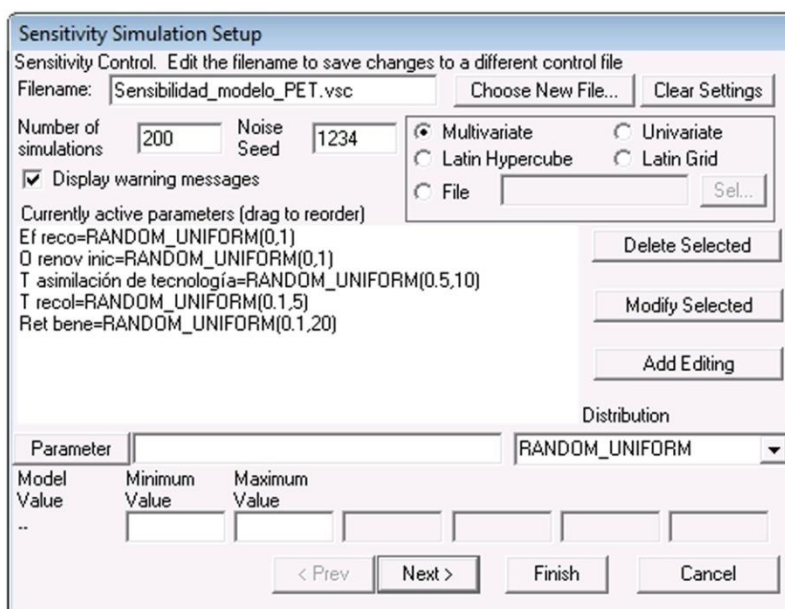 Sensitivity Simulation Setup
Sensitivity Control. Edit the filename to save changes to a different control file
Filename: Sensibilidad_modelo_PET.vsc Choose New File... Clear Settings
Number of simulations 200 Noise Seed 1234
Multivariate Univariate
Latin Hypercube Latin Grid
File Sel...
Display warning messages
Currently active parameters (drag to reorder)
Ef reco=RANDOM_UNIFORM(0,1)
O renov inic=RANDOM_UNIFORM(0,1)
T asimilación de tecnología=RANDOM_UNIFORM(0.5,10)
T recol=RANDOM_UNIFORM(0.1,5)
Ret bene=RANDOM_UNIFORM(0.1,20)
Delete Selected
Modify Selected
Add Editing
Distribution
Parameter RANDOM_UNIFORM
Model Value Minimum Value Maximum Value
--
< Prev Next > Finish Cancel